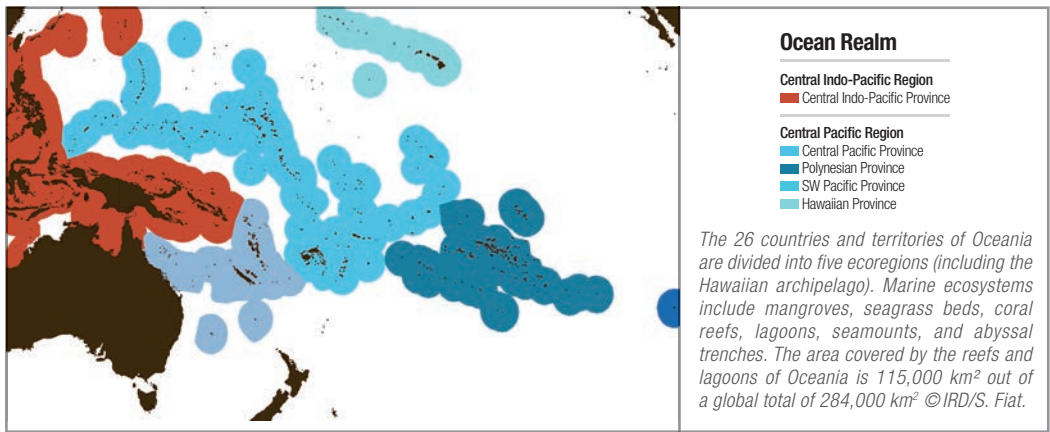 Ocean Realm
Central Indo-Pacific Region
Central Indo-Pacific Province
Central Pacific Region
Central Pacific Province
Polynesian Province
SW Pacific Province
Hawaiian Province
The 26 countries and territories of Oceania
are divided into five ecoregions (including the
Hawaiian archipelago). Marine ecosystems
include mangroves, seagrass beds, coral
reefs, lagoons, seamounts, and abyssal
trenches. The area covered by the reefs and
lagoons of Oceania is 115,000 km² out of
a global total of 284,000 km² © IRD/S. Fiat.